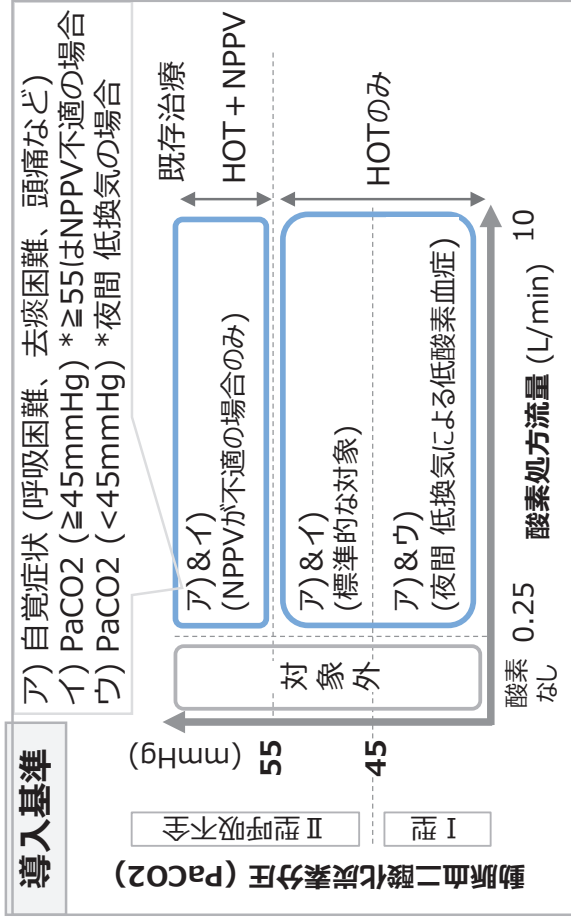 導入基準
ア) 自覚症状 (呼吸困難、去痰困難、頭痛など)
イ) PaCO2 (≧45mmHg) *≧55はNPPV不適の場合
ウ) PaCO2 (<45mmHg) *夜間 低換気の場合
既存治療
HOT + NPPV
HOTのみ
動脈血二酸化炭素分圧 (PaCO2)
(mmHg)
Ⅱ型呼吸不全
Ⅰ型
55
45
対象外
ア)&イ)
(NPPVが不適の場合のみ)
ア)&イ)
(標準的な対象)
ア)&ウ)
(夜間 低換気による低酸素血症)
酸素
なし
0.25
10
酸素処方流量 (L/min)